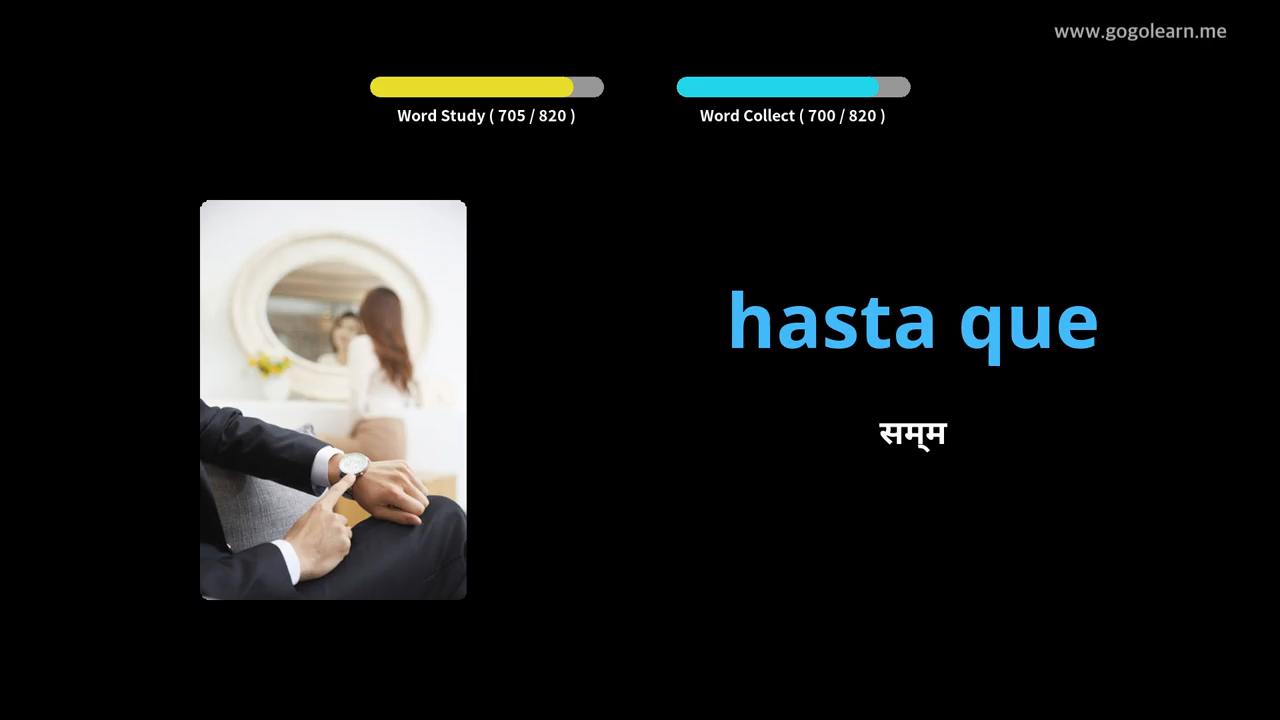 www.gogolearn.me
Word Study ( 705 / 820 )
Word Collect ( 700 / 820 )
hasta que
सम्म